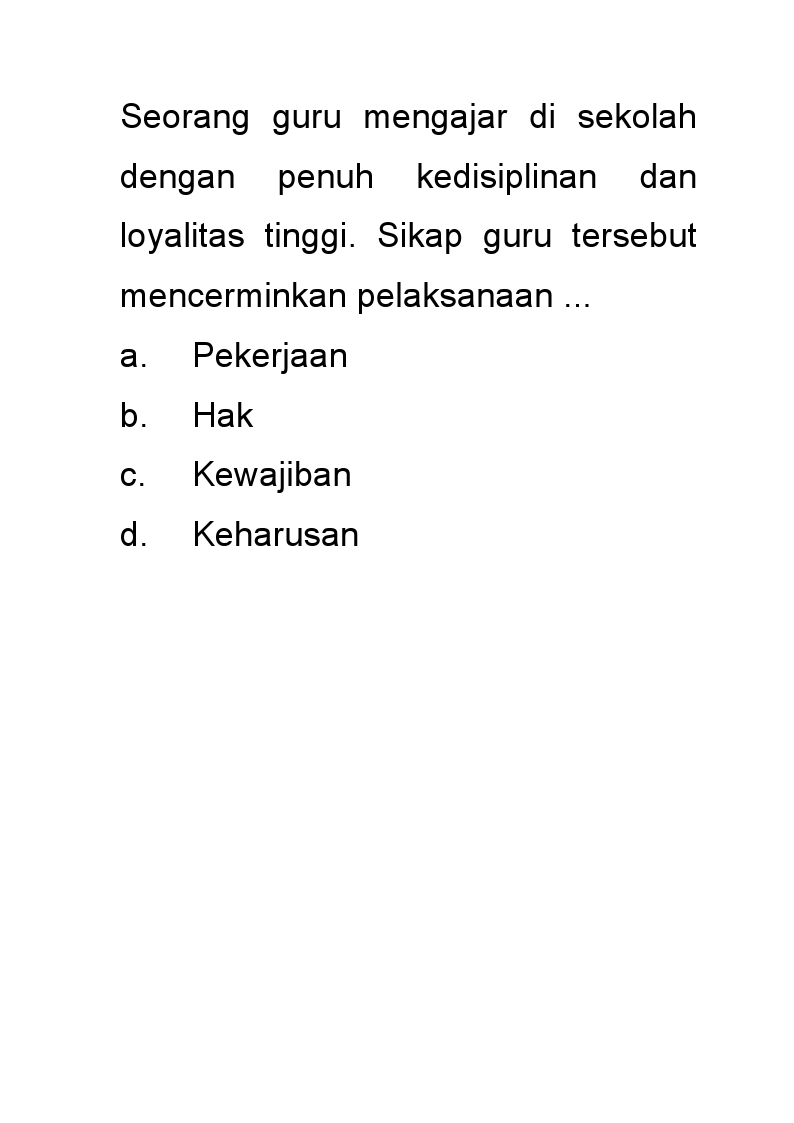 Seorang guru mengajar di sekolah
dengan penuh kedisiplinan dan
loyalitas tinggi. Sikap guru tersebut
mencerminkan pelaksanaan ...
a. Pekerjaan
b. Hak
c. Kewajiban
d. Keharusan